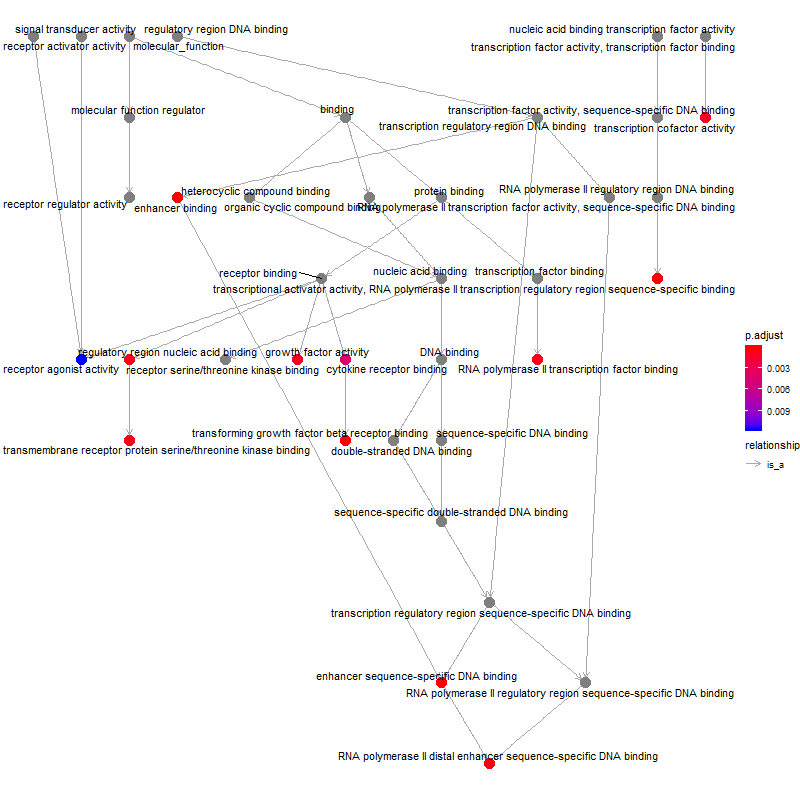 signal transducer activity
regulatory region DNA binding
nucleic acid binding transcription factor activity
receptor activator activity
molecular_function
transcription factor activity, transcription factor binding
molecular function regulator
binding
transcription factor activity, sequence-specific DNA binding
transcription regulatory region DNA binding
transcription cofactor activity
heterocyclic compound binding
protein binding
RNA polymerase II regulatory region DNA binding
receptor regulator activity
enhancer binding
organic cyclic compound binding
RNA polymerase II transcription factor activity, sequence-specific DNA binding
receptor binding
nucleic acid binding
transcription factor binding
transcriptional activator activity, RNA polymerase II transcription regulatory region sequence-specific binding
p.adjust
0.003
0.006
0.009
regulatory region nucleic acid binding
growth factor activity
DNA binding
receptor agonist activity
receptor serine/threonine kinase binding
cytokine receptor binding
RNA polymerase II transcription factor binding
transforming growth factor beta receptor binding
sequence-specific DNA binding
relationship
is_a
transmembrane receptor protein serine/threonine kinase binding
double-stranded DNA binding
sequence-specific double-stranded DNA binding
transcription regulatory region sequence-specific DNA binding
enhancer sequence-specific DNA binding
RNA polymerase II regulatory region sequence-specific DNA binding
RNA polymerase II distal enhancer sequence-specific DNA binding